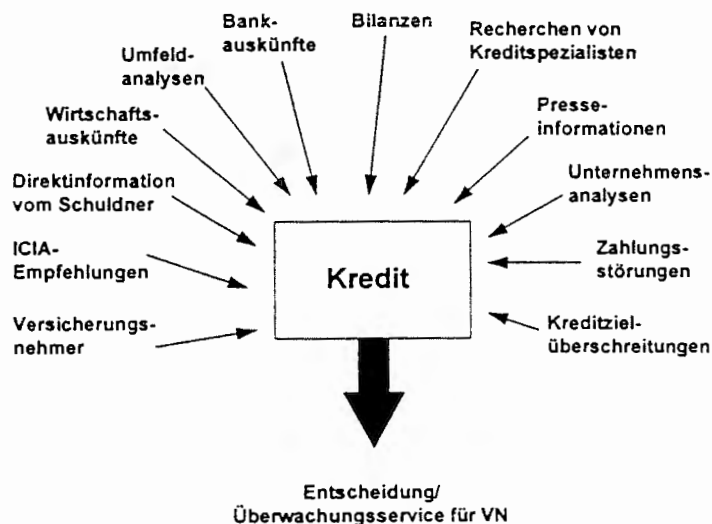 Bank-
auskünfte
Bilanzen
Recherchen von
Kreditspezialisten
Umfeld-
analysen
Presse-
informationen
Wirtschafts-
auskünfte
Unternehmens-
analysen
Direktinformation
vom Schuldner
Zahlungs-
störungen
ICIA-
Empfehlungen
Kredit
Versicherungs-
nehmer
Kreditziel-
überschreitungen
Entscheidung/
Überwachungsservice für VN